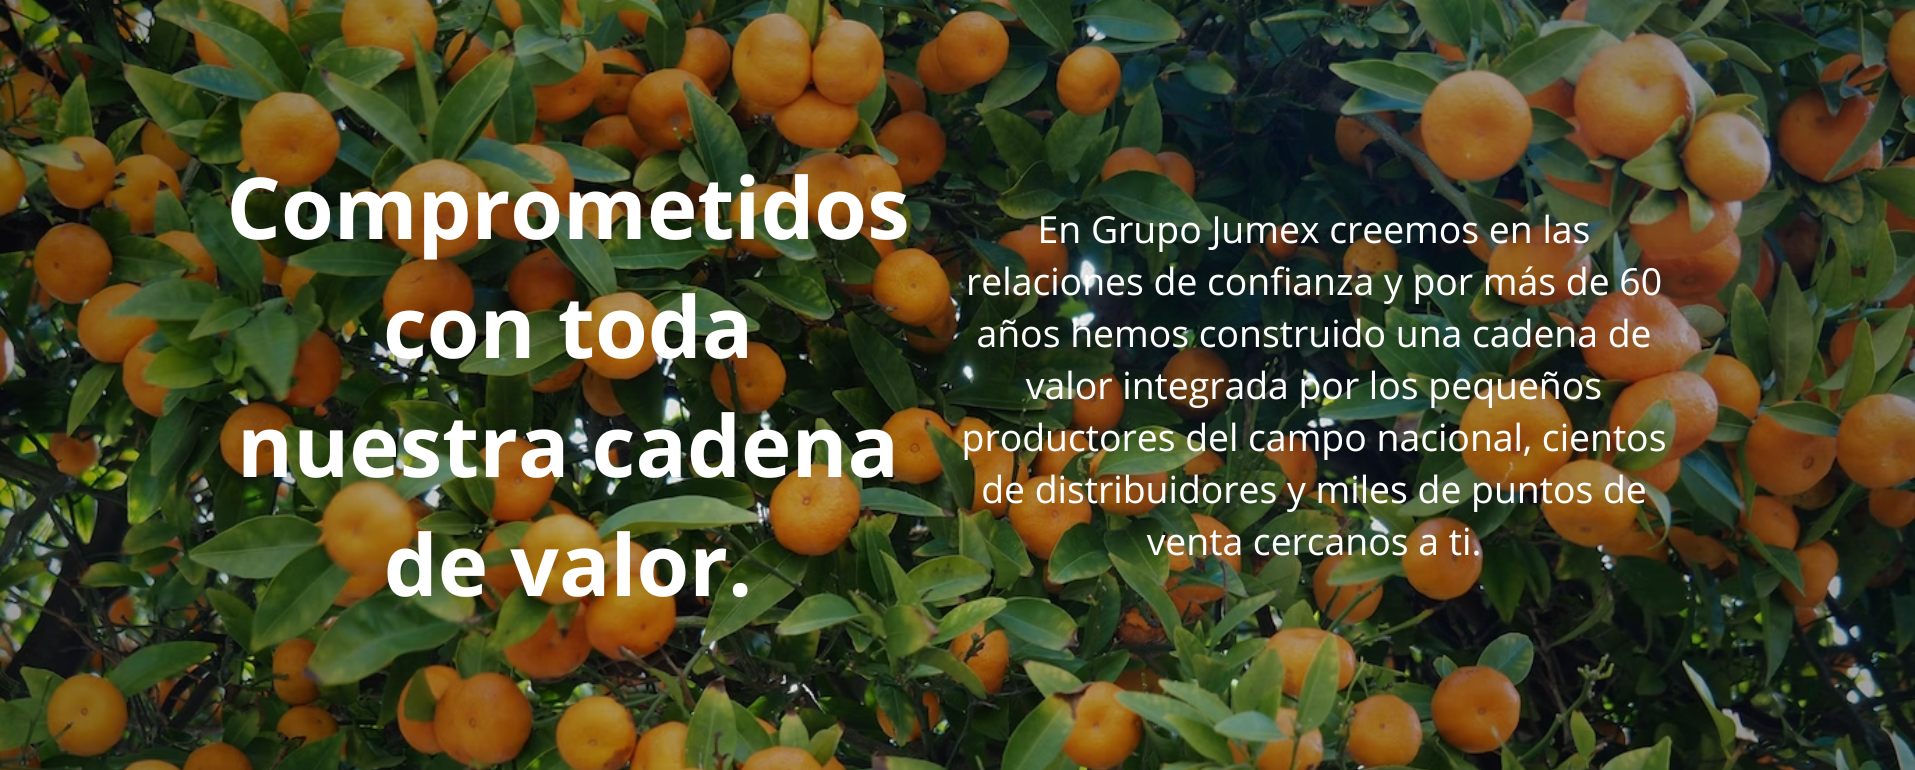 Comprometidos
con toda
nuestra cadena
de valor.
En Grupo Jumex creemos en las
relaciones de confianza y por más de 60
años hemos construido una cadena de
valor integrada por los pequeños
productores del campo nacional, cientos
de distribuidores y miles de puntos de
venta cercanos a ti.